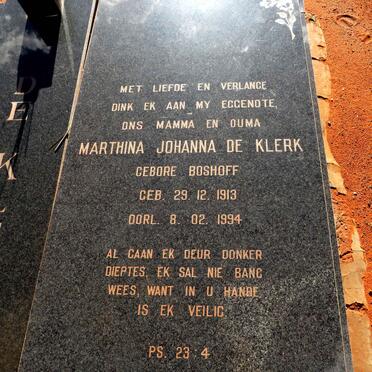 MET LIEFDE EN VERLANGE
DINK EK AAN MY EGGENOTE,
ONS MAMMA EN OUMA
MARTHINA JOHANNA DE KLERK
GEBORE BOSHOFF
GEB. 29. 12. 1913
OORL. 8. 02. 1994
AL GAAN EK DEUR DONKER
DIEPTES, EK SAL NIE BANG
WEES, WANT IN U HANDE
IS EK VEILIG.
PS. 23:4